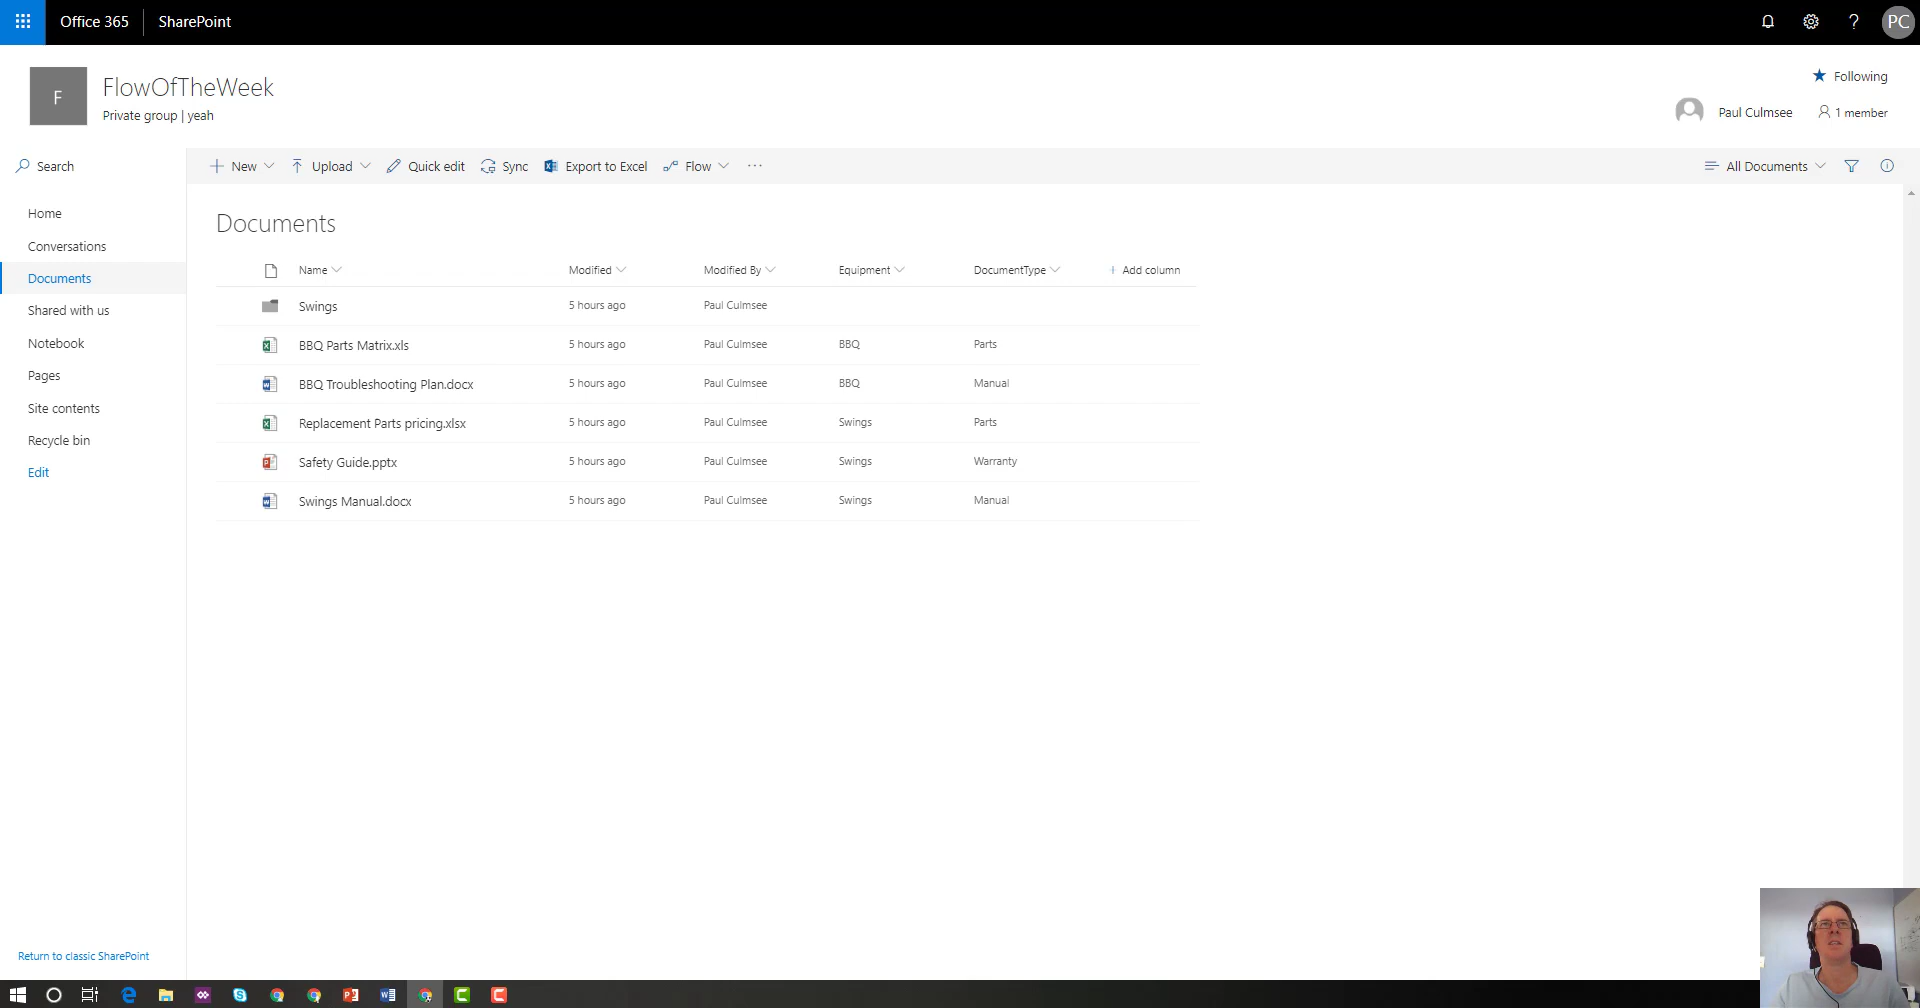 Office 365 SharePoint ? PC
F FlowOfTheWeek Following
Private group | yeah Paul Culmsee 1 member
Search New Upload Quick edit Sync Export to Excel Flow ... All Documents
Home
Conversations
Documents
Shared with us
Notebook
Pages
Site contents
Recycle bin
Edit
Documents
Name Modified Modified By Equipment DocumentType + Add column
Swings 5 hours ago Paul Culmsee
BBQ Parts Matrix.xls 5 hours ago Paul Culmsee BBQ Parts
BBQ Troubleshooting Plan.docx 5 hours ago Paul Culmsee BBQ Manual
Replacement Parts pricing.xlsx 5 hours ago Paul Culmsee Swings Parts
Safety Guide.pptx 5 hours ago Paul Culmsee Swings Warranty
Swings Manual.docx 5 hours ago Paul Culmsee Swings Manual
Return to classic SharePoint